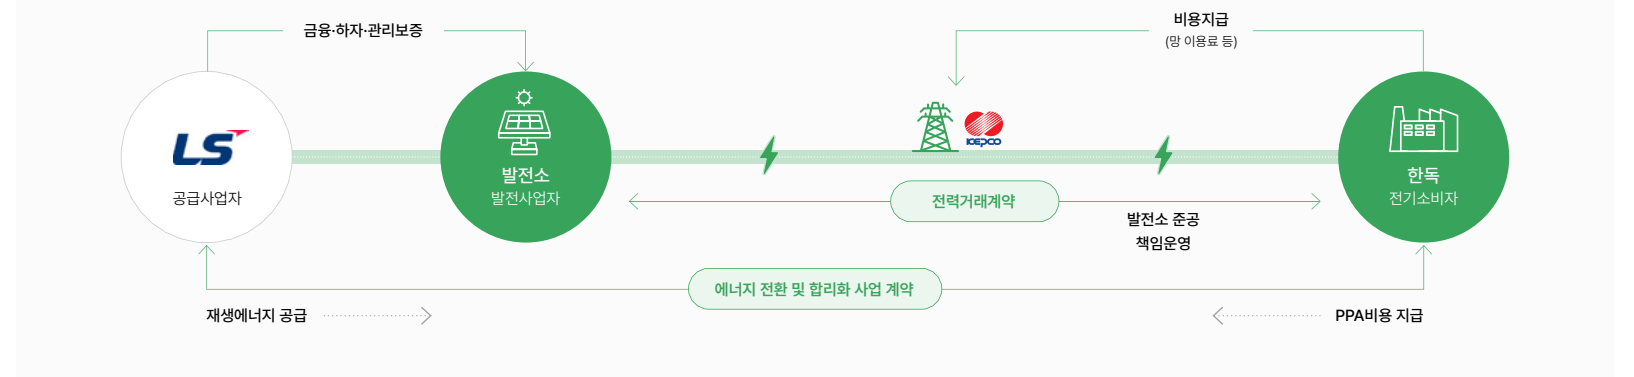 금융·하자·관리보증
비용지급
(망 이용료 등)
LS
공급사업자
발전소
발전사업자
KEPCO
한독
전기소비자
전력거래계약
발전소 준공
책임운영
에너지 전환 및 합리화 사업 계약
재생에너지 공급
PPA비용 지급